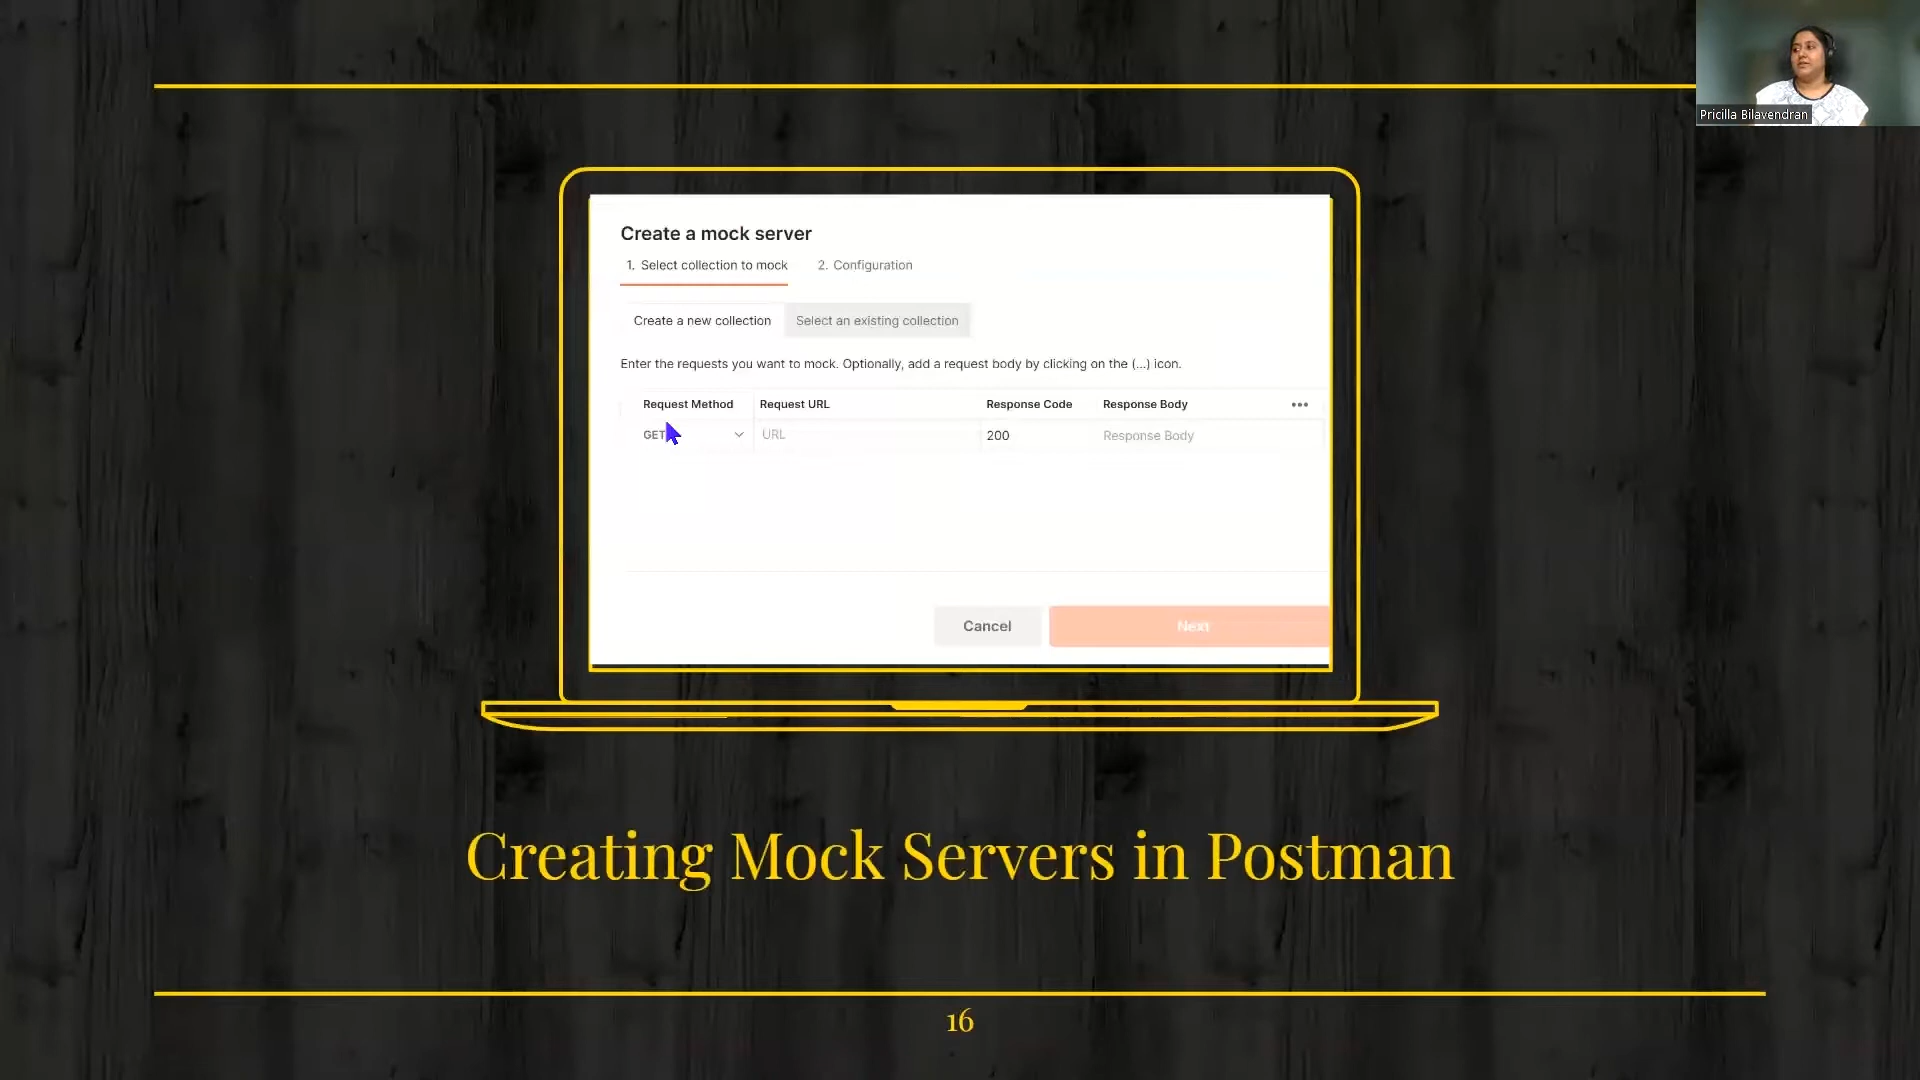 Pricilla Bilavendran
Create a mock server
1. Select collection to mock 2. Configuration
Create a new collection Select an existing collection
Enter the requests you want to mock. Optionally, add a request body by clicking on the (...) icon.
Request Method Request URL Response Code Response Body •••
GET URL 200 Response Body
Cancel Next
Creating Mock Servers in Postman
16